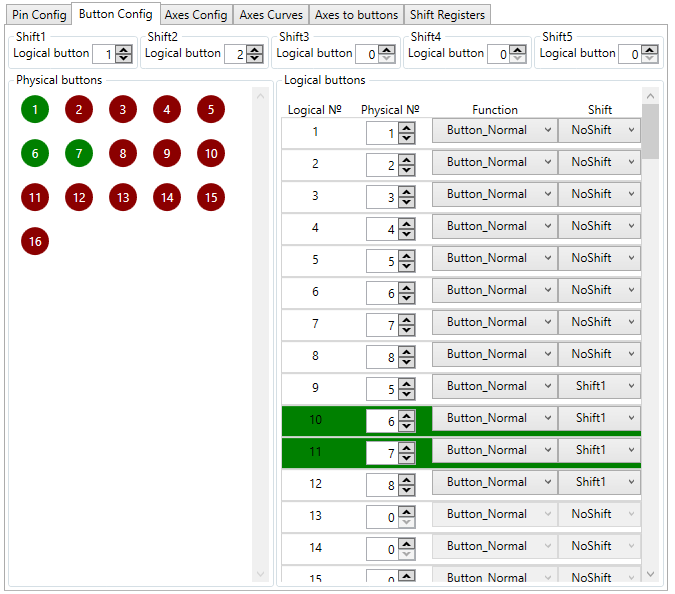 Pin Config Button Config Axes Config Axes Curves Axes to buttons Shift Registers
Shift1 Shift2 Shift3 Shift4 Shift5
Logical button 1 Logical button 2 Logical button 0 Logical button 0 Logical button 0
Physical buttons
1 2 3 4 5
6 7 8 9 10
11 12 13 14 15
16
Logical buttons
Logical № Physical № Function Shift
1 1 Button_Normal NoShift
2 2 Button_Normal NoShift
3 3 Button_Normal NoShift
4 4 Button_Normal NoShift
5 5 Button_Normal NoShift
6 6 Button_Normal NoShift
7 7 Button_Normal NoShift
8 8 Button_Normal NoShift
9 5 Button_Normal Shift1
10 6 Button_Normal Shift1
11 7 Button_Normal Shift1
12 8 Button_Normal Shift1
13 0 Button_Normal NoShift
14 0 Button_Normal NoShift
15 0 Button_Normal NoShift